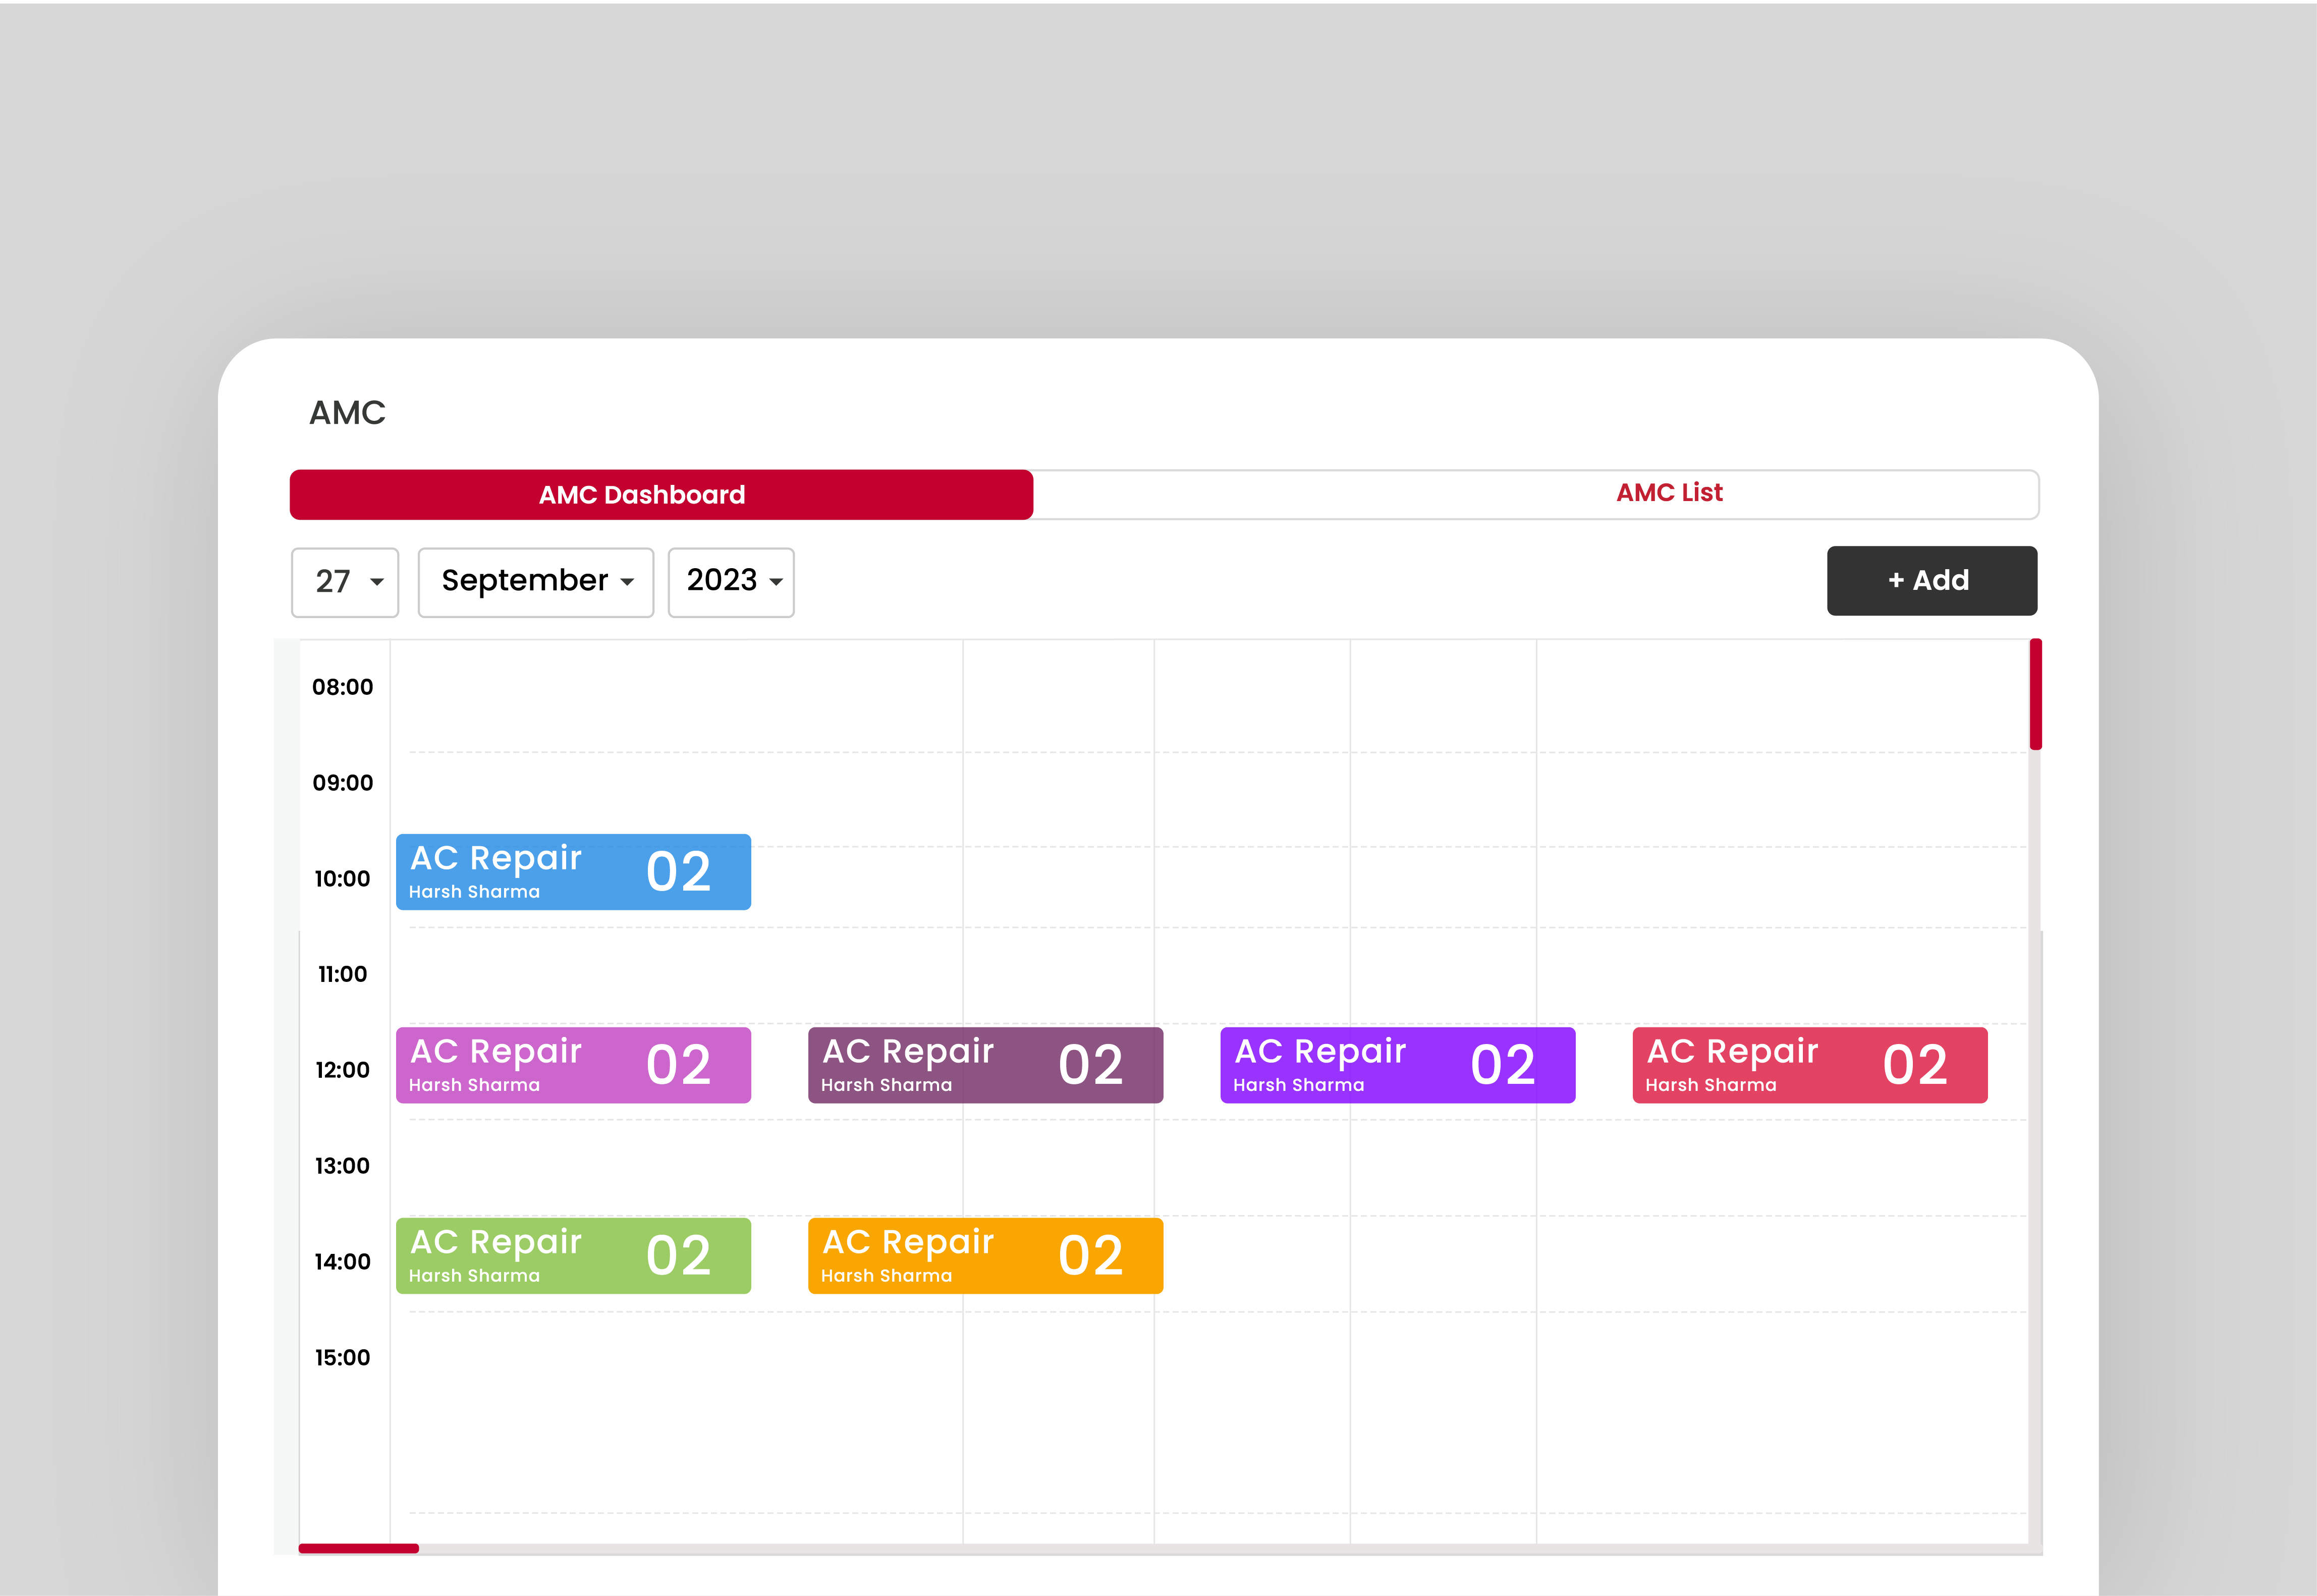 AMC
AMC Dashboard
AMC List
27
September
2023
+ Add
08:00
09:00
10:00
AC Repair
Harsh Sharma
02
11:00
12:00
AC Repair
Harsh Sharma
02
AC Repair
Harsh Sharma
02
AC Repair
Harsh Sharma
02
AC Repair
Harsh Sharma
02
13:00
14:00
AC Repair
Harsh Sharma
02
AC Repair
Harsh Sharma
02
15:00